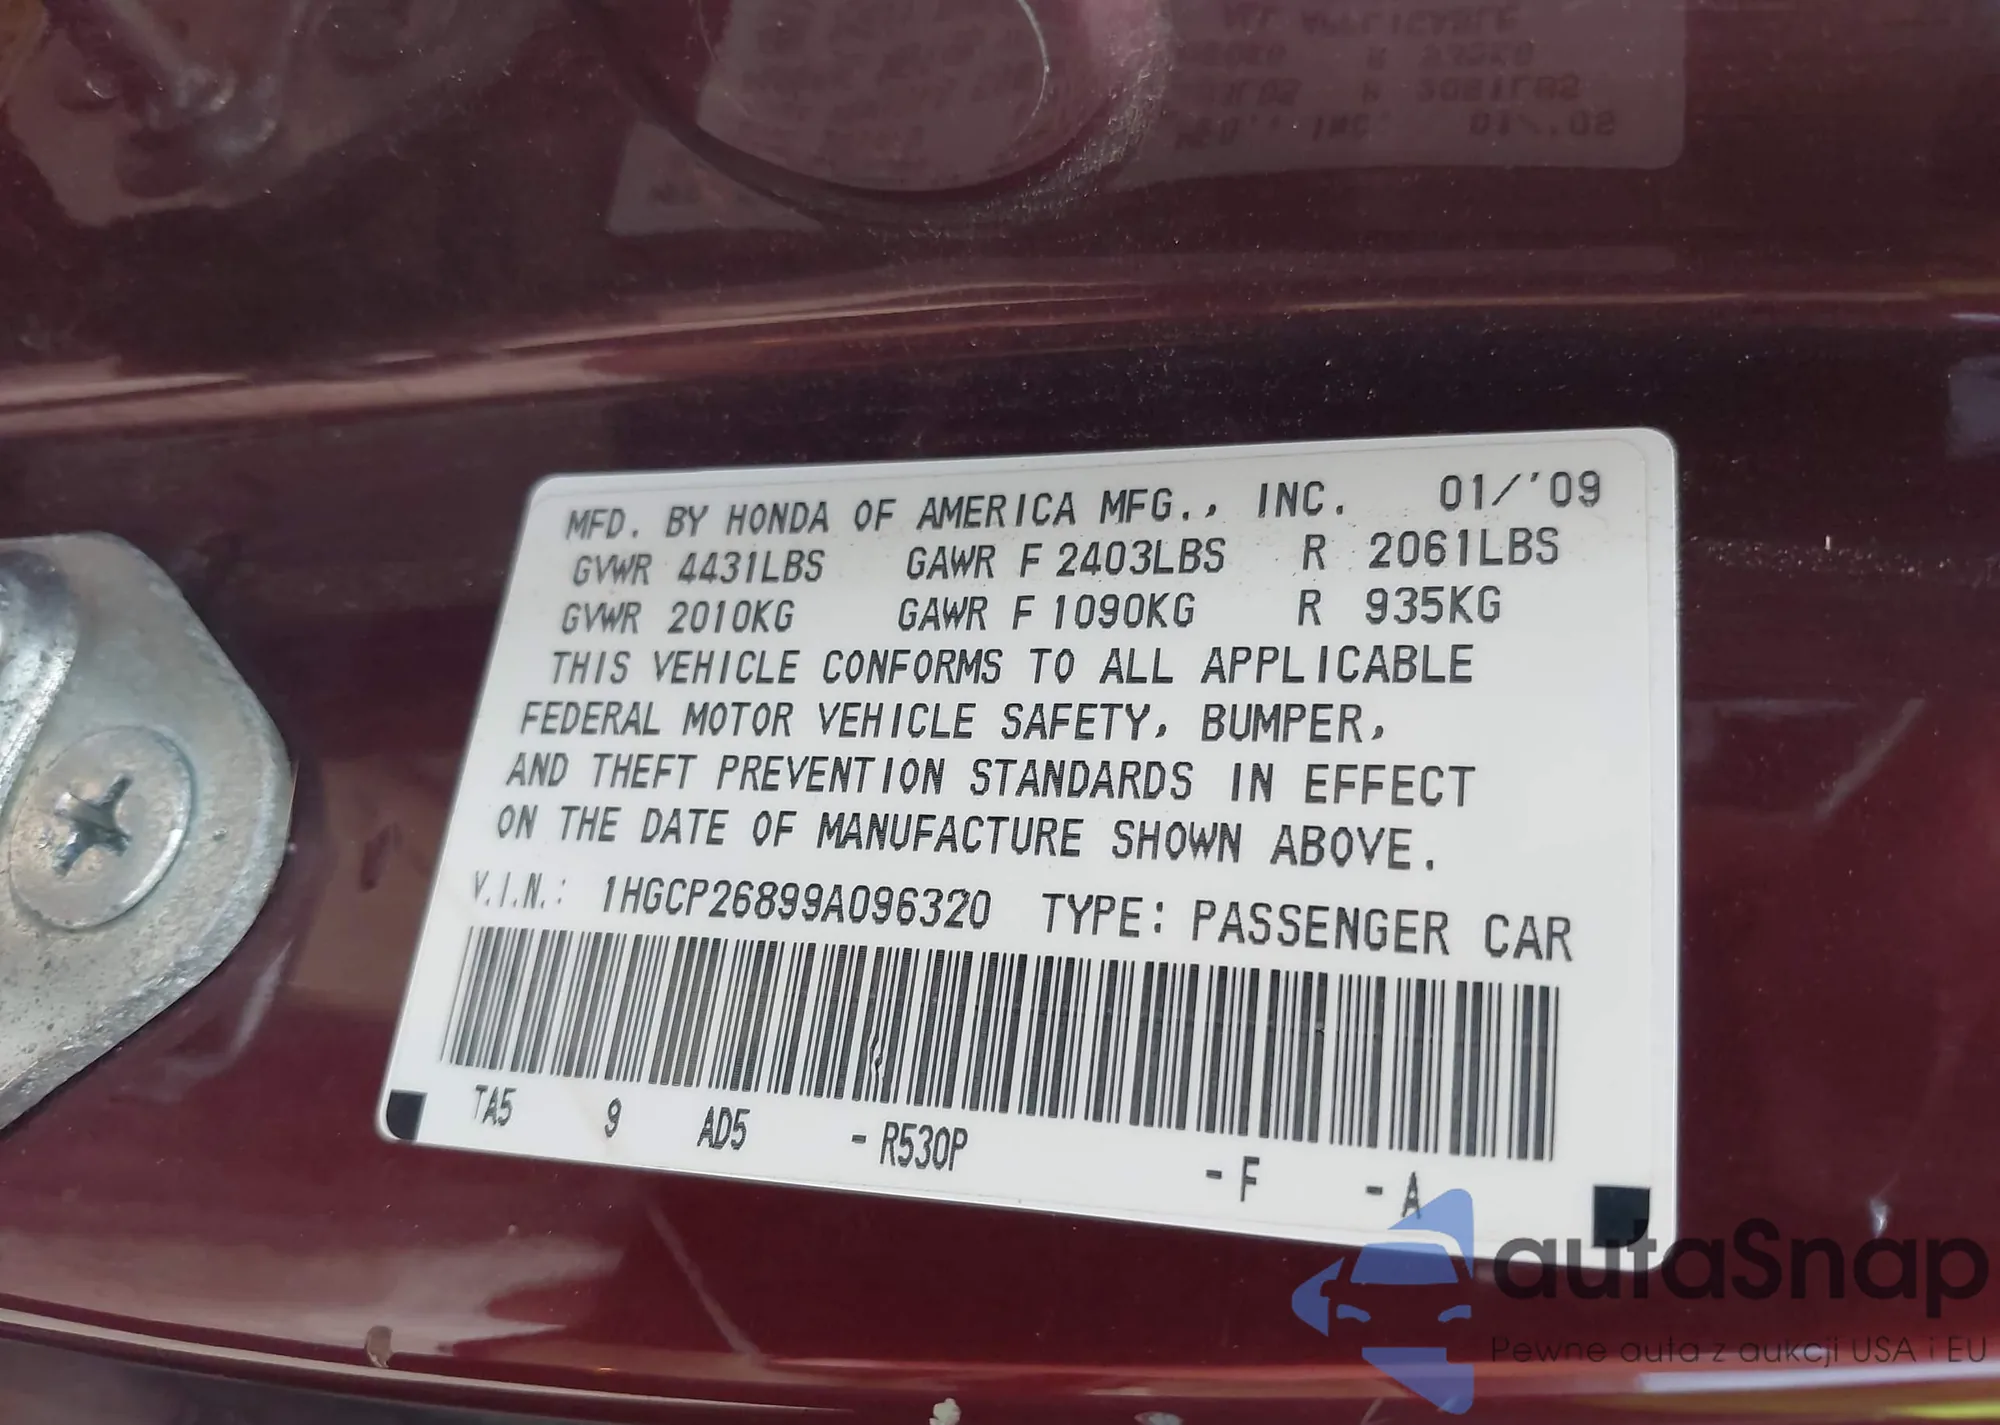 MFD. BY HONDA OF AMERICA MFG., INC. 01/'09
GVWR 4431LBS GAWR F 2403LBS R 2061LBS
GVWR 2010KG GAWR F 1090KG R 935KG
THIS VEHICLE CONFORMS TO ALL APPLICABLE
FEDERAL MOTOR VEHICLE SAFETY, BUMPER,
AND THEFT PREVENTION STANDARDS IN EFFECT
ON THE DATE OF MANUFACTURE SHOWN ABOVE.
V.I.N.: 1HGCP26899A096320 TYPE: PASSENGER CAR
TA5 9 AD5 - R530P - F - A
autaSnap
Pewne auta z aukcji USA i EU